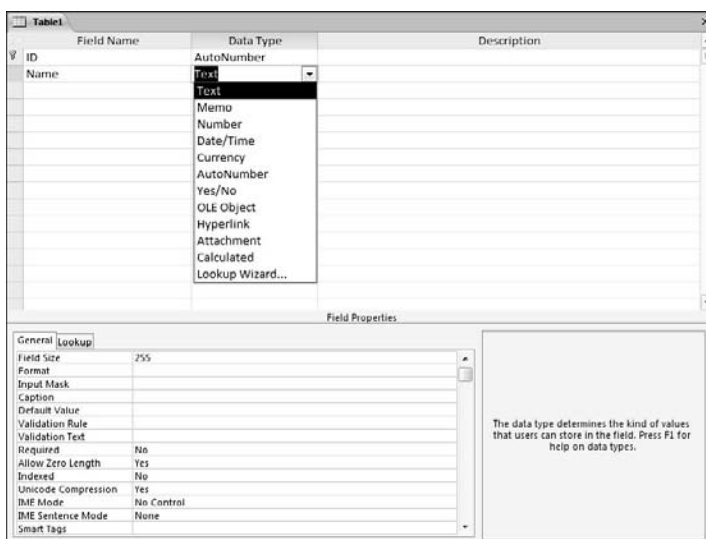 Table1
Field Name Data Type Description
ID AutoNumber
Name Text
Text
Memo
Number
Date/Time
Currency
AutoNumber
Yes/No
OLE Object
Hyperlink
Attachment
Calculated
Lookup Wizard...
Field Properties
General Lookup
Field Size 255
Format
Input Mask
Caption
Default Value
Validation Rule
Validation Text
Required No
Allow Zero Length Yes
Indexed No
Unicode Compression Yes
IME Mode No Control
IME Sentence Mode None
Smart Tags
The data type determines the kind of values
that users can store in the field. Press F1 for
help on data types.